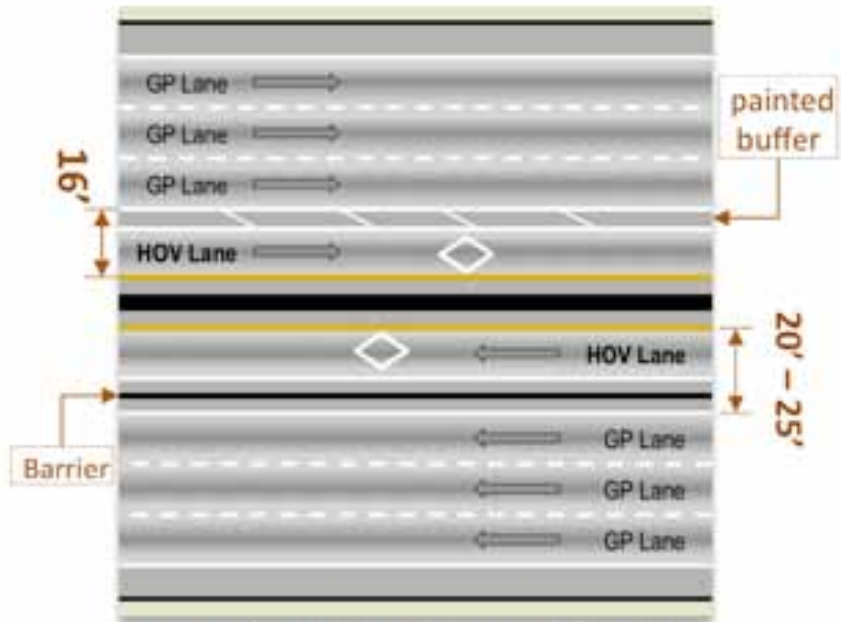 GP Lane
painted
buffer
GP Lane
16’
GP Lane
HOV Lane
20’ – 25’
HOV Lane
GP Lane
Barrier
GP Lane
GP Lane